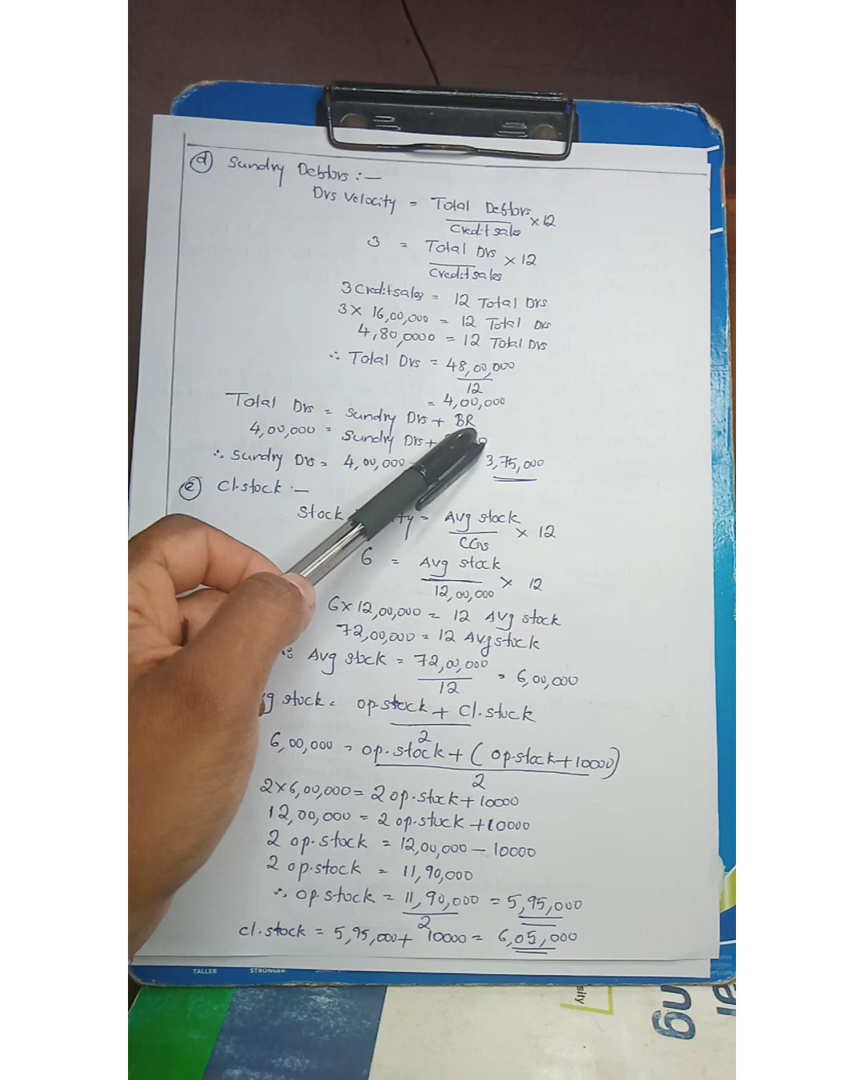 (d) Sundry Debtors :—
Drs Velocity = Total Debtors × 12
Credit sales
3 = Total Drs × 12
Credit sales
3 Credit sales = 12 Total Drs
3 × 16,00,000 = 12 Total Drs
4,80,0000 = 12 Total Drs
∴ Total Drs = 48,00,000
12
= 4,00,000
Total Drs = Sundry Drs + BR
4,00,000 = Sundry Drs +
∴ Sundry Drs = 4,00,000 3,75,000
(e) Cl.stock :—
Stock = Avg stock × 12
CGS
6 = Avg stock × 12
12,00,000
6 × 12,00,000 = 12 Avg stock
72,00,000 = 12 Avg stock
∴ Avg stock = 72,00,000 = 6,00,000
12
stock = op.stock + Cl.stock
2
6,00,000 = op.stock + ( op.stock + 10000)
2
2×6,00,000 = 2 op.stock + 10000
12,00,000 = 2 op.stock + 10000
2 op.stock = 12,00,000 — 10000
2 op.stock = 11,90,000
∴ op stock = 11,90,000 = 5,95,000
2
cl.stock = 5,95,000 + 10000 = 6,05,000
TALLER STRONGER